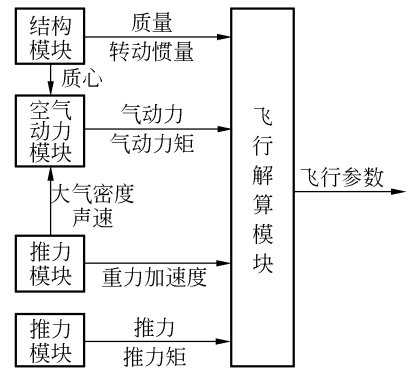 结构
模块
质量
转动惯量
质心
空气
动力
模块
气动力
气动力矩
大气密度
声速
推力
模块
重力加速度
推力
模块
推力
推力矩
飞行解算模块
飞行参数